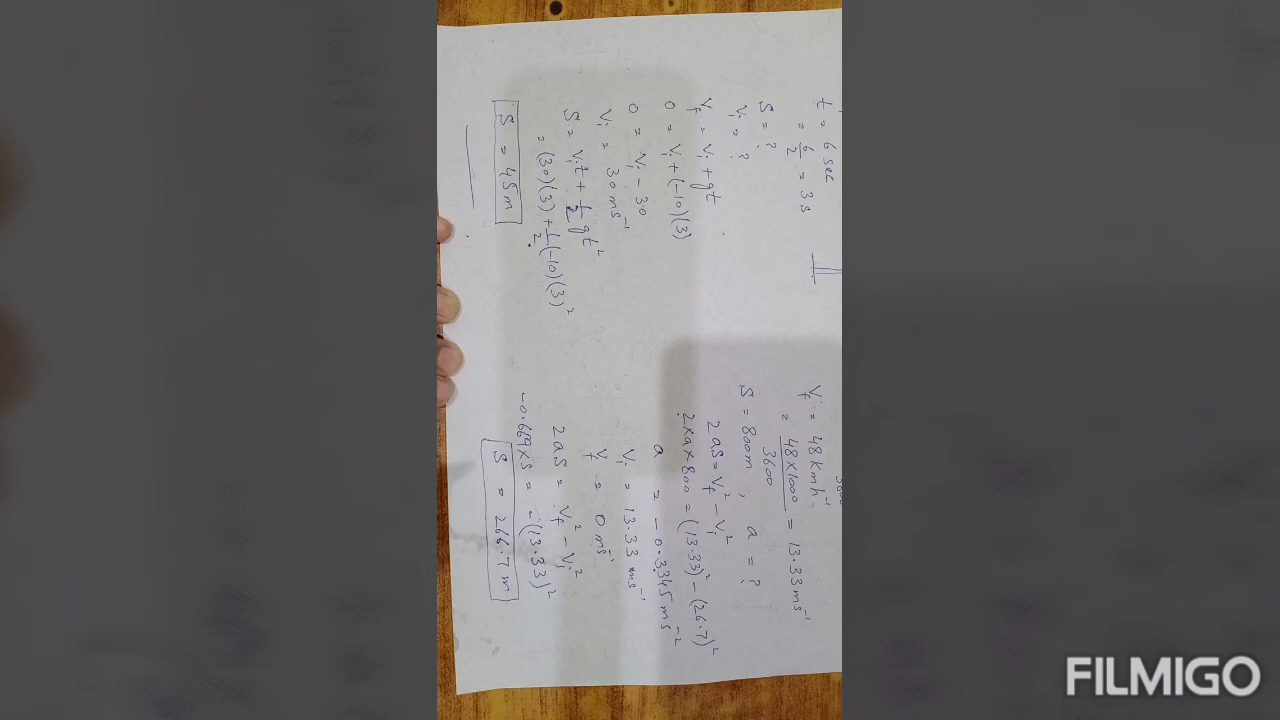 t = 6 sec
= 6/2 = 3s
S = ?
Vi = ?
Vf = Vi + gt
0 = Vi + (-10)(3)
0 = Vi - 30
Vi = 30 ms⁻¹
S = Vit + 1/2 gt²
= (30)(3) + 1/2 (-10)(3)²
S = 45m
3600
Vf = 48 Kmh⁻¹
= 48×1000/3600 = 13.33 ms⁻¹
S = 800m, a = ?
2aS = Vf² - Vi²
2×a×800 = (13.33)² - (26.7)²
a = -0.3345 ms⁻²
Vi = 13.33 ms⁻¹
Vf = 0 ms⁻¹
2aS = Vf² - Vi²
-0.669×S = -(13.33)²
S = 266.7 m
FILMIGO